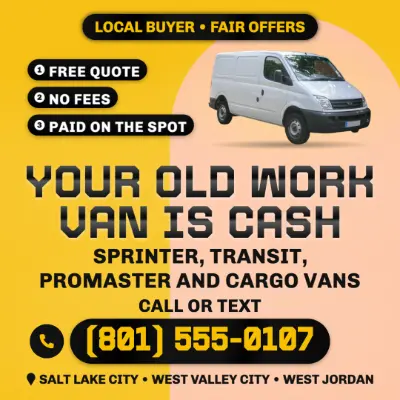 LOCAL BUYER • FAIR OFFERS
1 FREE QUOTE
2 NO FEES
3 PAID ON THE SPOT
YOUR OLD WORK
VAN IS CASH
SPRINTER, TRANSIT,
PROMASTER AND CARGO VANS
CALL OR TEXT
(801) 555-0107
SALT LAKE CITY • WEST VALLEY CITY • WEST JORDAN